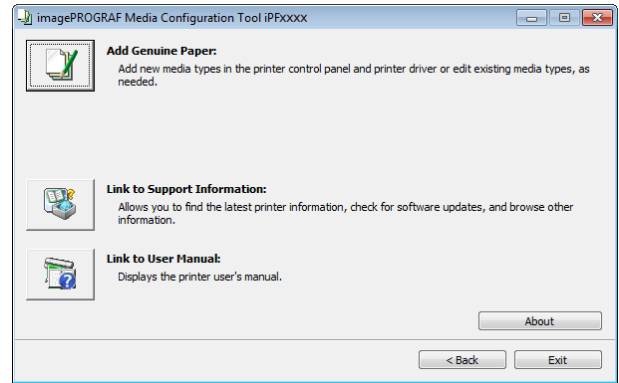 imagePROGRAF Media Configuration Tool iPFxxxx
Add Genuine Paper:
Add new media types in the printer control panel and printer driver or edit existing media types, as
needed.
Link to Support Information:
Allows you to find the latest printer information, check for software updates, and browse other
information.
Link to User Manual:
Displays the printer user's manual.
About
< Back Exit